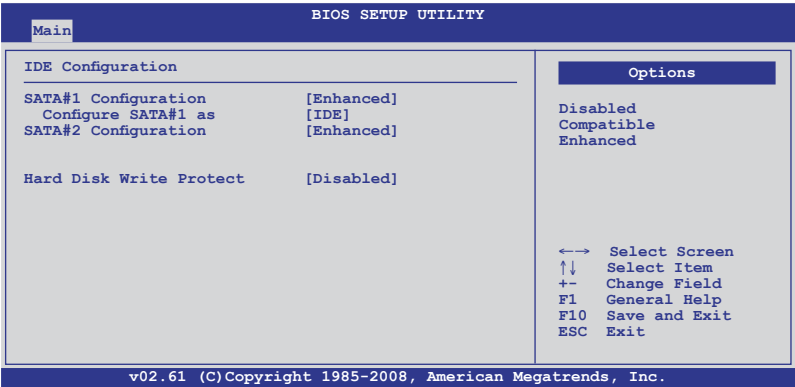 BIOS SETUP UTILITY
Main
IDE Configuration
SATA#1 Configuration [Enhanced]
Configure SATA#1 as [IDE]
SATA#2 Configuration [Enhanced]
Hard Disk Write Protect [Disabled]
Options
Disabled
Compatible
Enhanced
←→ Select Screen
↑↓ Select Item
+- Change Field
F1 General Help
F10 Save and Exit
ESC Exit
v02.61 (C)Copyright 1985-2008, American Megatrends, Inc.